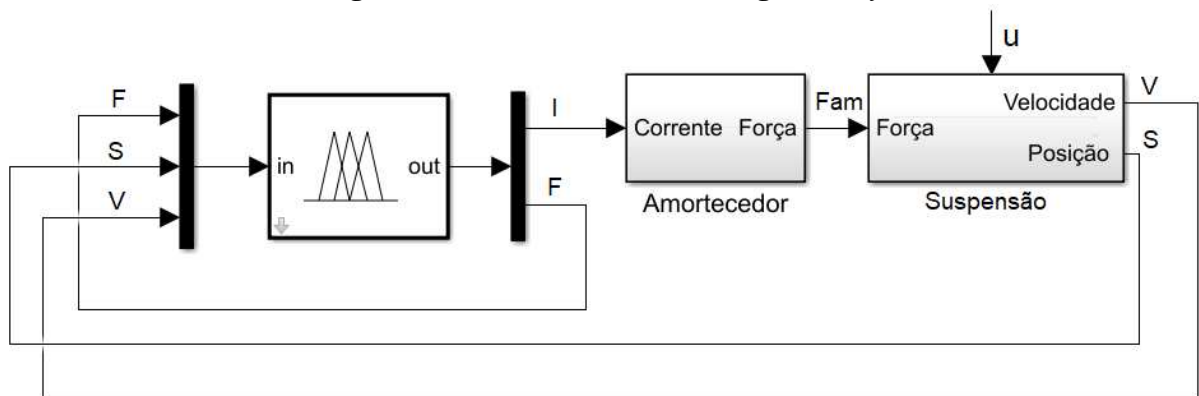 u
F
S
V
in
out
I
F
Corrente
Força
Amortecedor
Fam
Força
Velocidade
Posição
Suspensão
V
S